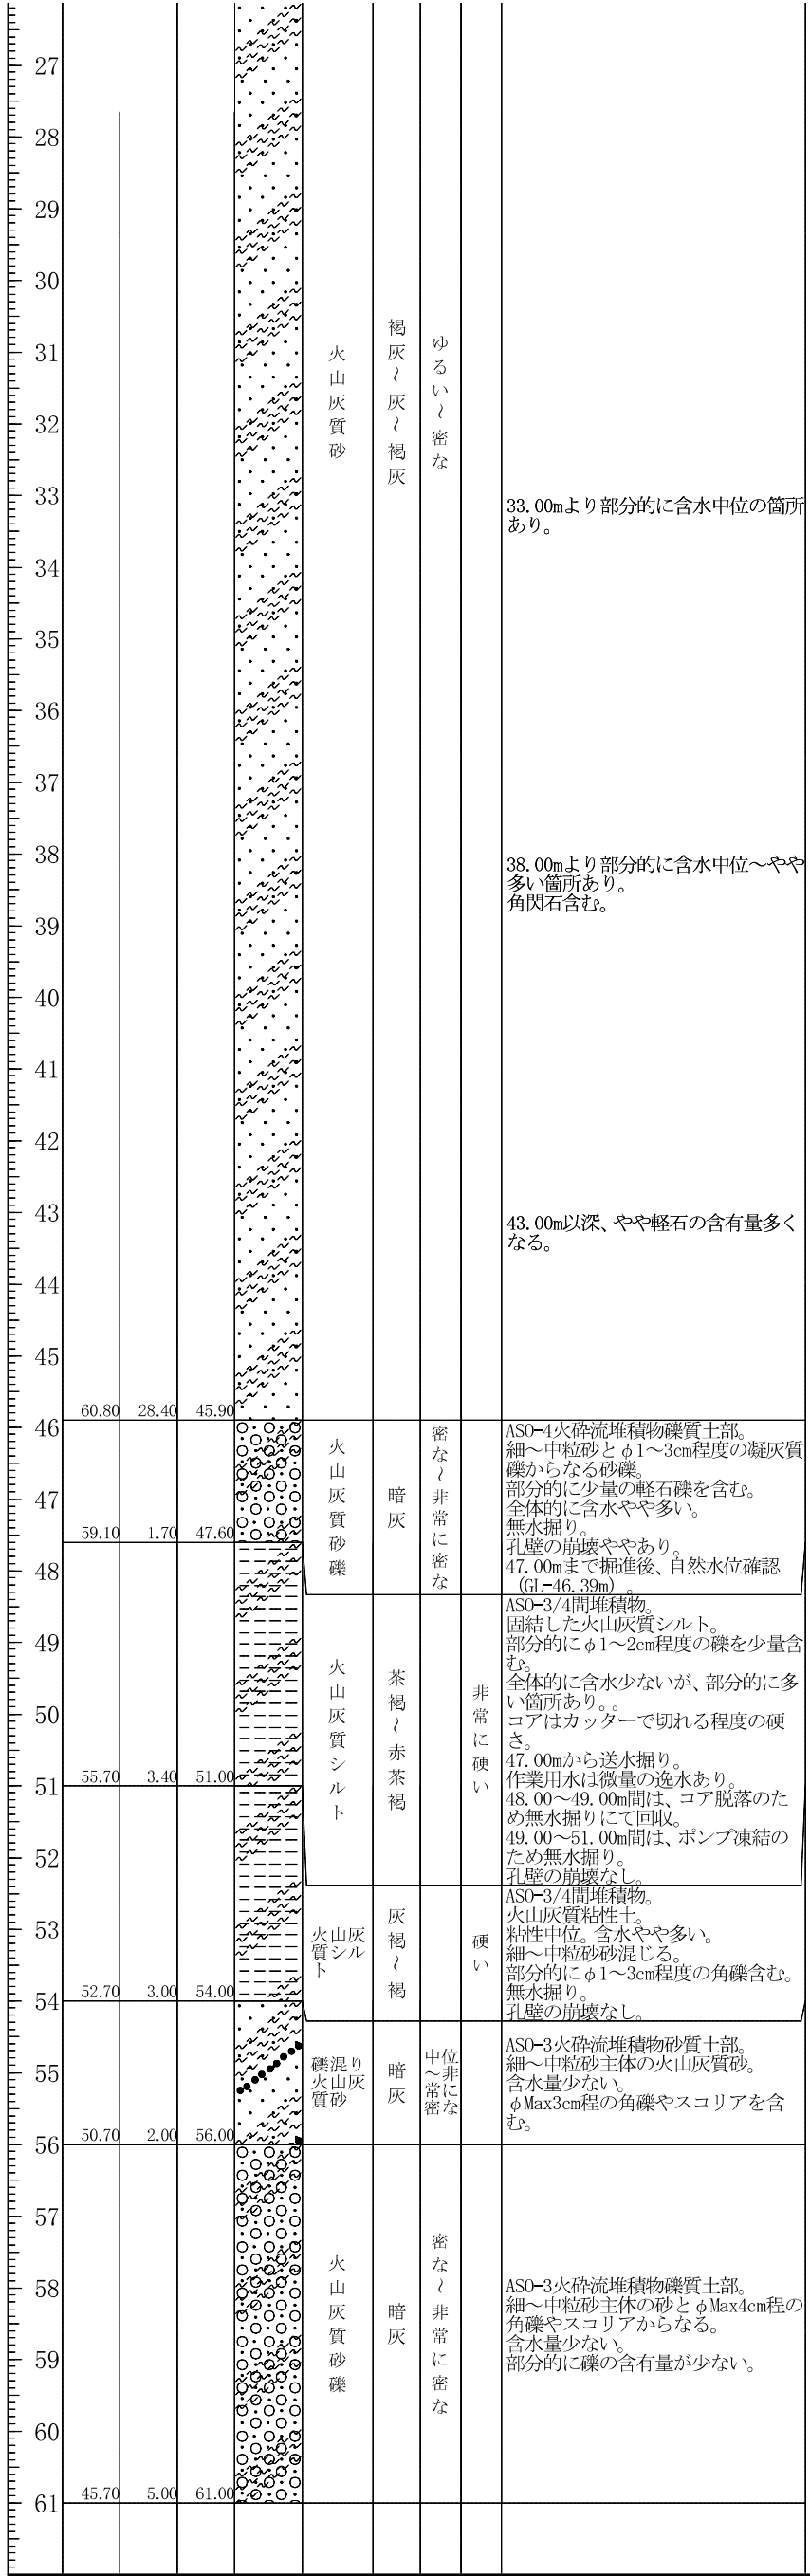 27
28
29
30
31
32
33
34
35
36
37
38
39
40
41
42
43
44
45
46
47
48
49
50
51
52
53
54
55
56
57
58
59
60
61
火山灰質砂
褐灰～灰～褐灰
ゆるい～密な
33.00mより部分的に含水中位の箇所
あり。
38.00mより部分的に含水中位～やや
多い箇所あり。
角閃石含む。
43.00m以深、やや軽石の含有量多く
なる。
60.80 28.40 45.90
火山灰質砂礫
暗灰
密な～非常に密な
ASO-4火砕流堆積物礫質土部。
細～中粒砂とφ1～3cm程度の凝灰質
礫からなる砂礫。
部分的に少量の軽石礫を含む。
全体的に含水やや多い。
無水掘り。
孔壁の崩壊ややあり。
47.00mまで掘進後、自然水位確認
(GL-46.39m) 。
59.10 1.70 47.60
火山灰質シルト
茶褐～赤茶褐
非常に硬い
ASO-3/4間堆積物。
固結した火山灰質シルト。
部分的にφ1～2cm程度の礫を少量含
む。
全体的に含水少ないが、部分的に多
い箇所あり。。
コアはカッターで切れる程度の硬
さ。
47.00mから送水掘り。
作業用水は微量の逸水あり。
48.00～49.00m間は、コア脱落のた
め無水掘りにて回収。
49.00～51.00m間は、ポンプ凍結の
ため無水掘り。
孔壁の崩壊なし。
55.70 3.40 51.00
火山灰
質シル
ト
灰褐～褐
硬い
ASO-3/4間堆積物。
火山灰質粘性土。
粘性中位。含水やや多い。
細～中粒砂砂混じる。
部分的にφ1～3cm程度の角礫含む。
無水掘り。
孔壁の崩壊なし。
52.70 3.00 54.00
礫混り
火山灰
質砂
暗灰
中位～非常に密な
ASO-3火砕流堆積物砂質土部。
細～中粒砂主体の火山灰質砂。
含水量少ない。
φMax3cm程の角礫やスコリアを含
む。
50.70 2.00 56.00
火山灰質砂礫
暗灰
密な～非常に密な
ASO-3火砕流堆積物礫質土部。
細～中粒砂主体の砂とφMax4cm程の
角礫やスコリアからなる。
含水量少ない。
部分的に礫の含有量が少ない。
45.70 5.00 61.00